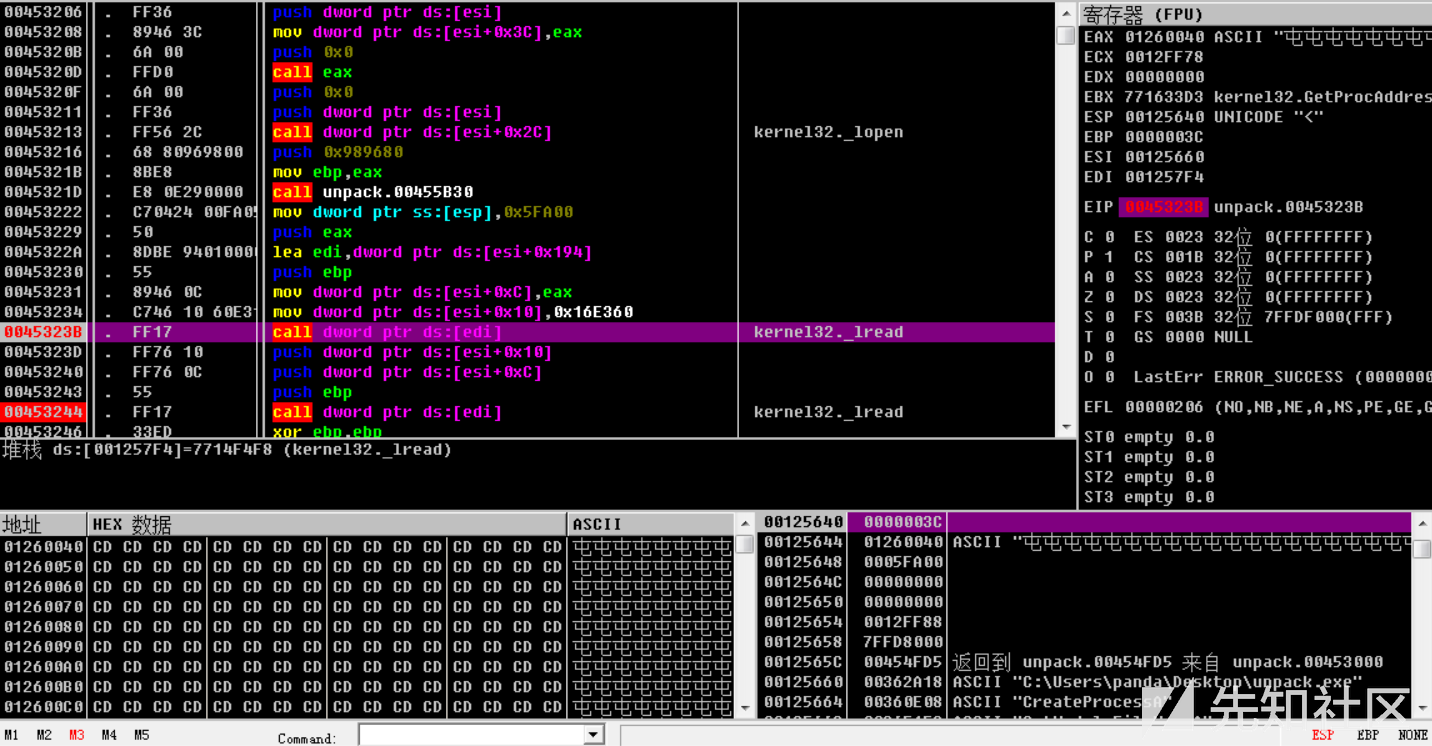 00453206 . FF36 push dword ptr ds:[esi]
00453208 . 8946 3C mov dword ptr ds:[esi+0x3C],eax
0045320B . 6A 00 push 0x0
0045320D . FFD0 call eax
0045320F . 6A 00 push 0x0
00453211 . FF36 push dword ptr ds:[esi]
00453213 . FF56 2C call dword ptr ds:[esi+0x2C] kernel32._lopen
00453216 . 68 80969800 push 0x989680
0045321B . 8BE8 mov ebp,eax
0045321D . E8 0E290000 call unpack.00455B30
00453222 . C70424 00FA05 mov dword ptr ss:[esp],0x5FA00
00453229 . 50 push eax
0045322A . 8DBE 94010000 lea edi,dword ptr ds:[esi+0x194]
00453230 . 55 push ebp
00453231 . 8946 0C mov dword ptr ds:[esi+0xC],eax
00453234 . C746 10 60E3 mov dword ptr ds:[esi+0x10],0x16E360
0045323B . FF17 call dword ptr ds:[edi] kernel32._lread
0045323D . FF76 10 push dword ptr ds:[esi+0x10]
00453240 . FF76 0C push dword ptr ds:[esi+0xC]
00453243 . 55 push ebp
00453244 . FF17 call dword ptr ds:[edi] kernel32._lread
00453246 . 33ED xor ebp,ebp
堆栈 ds:[001257F4]=7714F4F8 (kernel32._lread)
寄存器 (FPU)
EAX 01260040 ASCII "屯屯屯屯屯屯屯
ECX 0012FF78
EDX 00000000
EBX 771633D3 kernel32.GetProcAddres
ESP 00125640 UNICODE "<"
EBP 0000003C
ESI 00125660
EDI 001257F4
EIP 0045323B unpack.0045323B
C 0 ES 0023 32位 0(FFFFFFFF)
P 1 CS 001B 32位 0(FFFFFFFF)
A 0 SS 0023 32位 0(FFFFFFFF)
Z 0 DS 0023 32位 0(FFFFFFFF)
S 0 FS 003B 32位 7FFDF000(FFF)
T 0 GS 0000 NULL
D 0
O 0 LastErr ERROR_SUCCESS (0000000
EFL 00000206 (NO,NB,NE,A,NS,PE,GE,G
ST0 empty 0.0
ST1 empty 0.0
ST2 empty 0.0
ST3 empty 0.0
地址 HEX 数据 ASCII
01260040 CD CD CD CD CD CD CD CD CD CD CD CD CD CD CD CD 屯屯屯屯屯屯屯屯
01260050 CD CD CD CD CD CD CD CD CD CD CD CD CD CD CD CD 屯屯屯屯屯屯屯屯
01260060 CD CD CD CD CD CD CD CD CD CD CD CD CD CD CD CD 屯屯屯屯屯屯屯屯
01260070 CD CD CD CD CD CD CD CD CD CD CD CD CD CD CD CD 屯屯屯屯屯屯屯屯
01260080 CD CD CD CD CD CD CD CD CD CD CD CD CD CD CD CD 屯屯屯屯屯屯屯屯
01260090 CD CD CD CD CD CD CD CD CD CD CD CD CD CD CD CD 屯屯屯屯屯屯屯屯
012600A0 CD CD CD CD CD CD CD CD CD CD CD CD CD CD CD CD 屯屯屯屯屯屯屯屯
012600B0 CD CD CD CD CD CD CD CD CD CD CD CD CD CD CD CD 屯屯屯屯屯屯屯屯
012600C0 CD CD CD CD CD CD CD CD CD CD CD CD CD CD CD CD 屯屯屯屯屯屯屯屯
00125640 0000003C
00125644 01260040 ASCII "屯屯屯屯屯屯屯屯屯屯屯屯屯屯屯屯屯屯屯
00125648 0005FA00
0012564C 00000000
00125650 00000000
00125654 0012FF88
00125658 7FFD8000
0012565C 00454FD5 返回到 unpack.00454FD5 来自 unpack.00453000
00125660 00362A18 ASCII "C:\Users\panda\Desktop\unpack.exe"
00125664 00360E08 ASCII "CreateProcessA"
先知社区
M1 M2 M3 M4 M5 Command: ESP EBP NONE